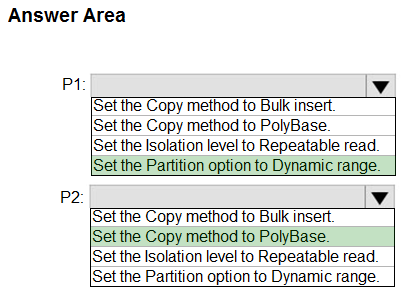 Answer Area
P1:
Set the Copy method to Bulk insert.
Set the Copy method to PolyBase.
Set the Isolation level to Repeatable read.
Set the Partition option to Dynamic range.
P2:
Set the Copy method to Bulk insert.
Set the Copy method to PolyBase.
Set the Isolation level to Repeatable read.
Set the Partition option to Dynamic range.